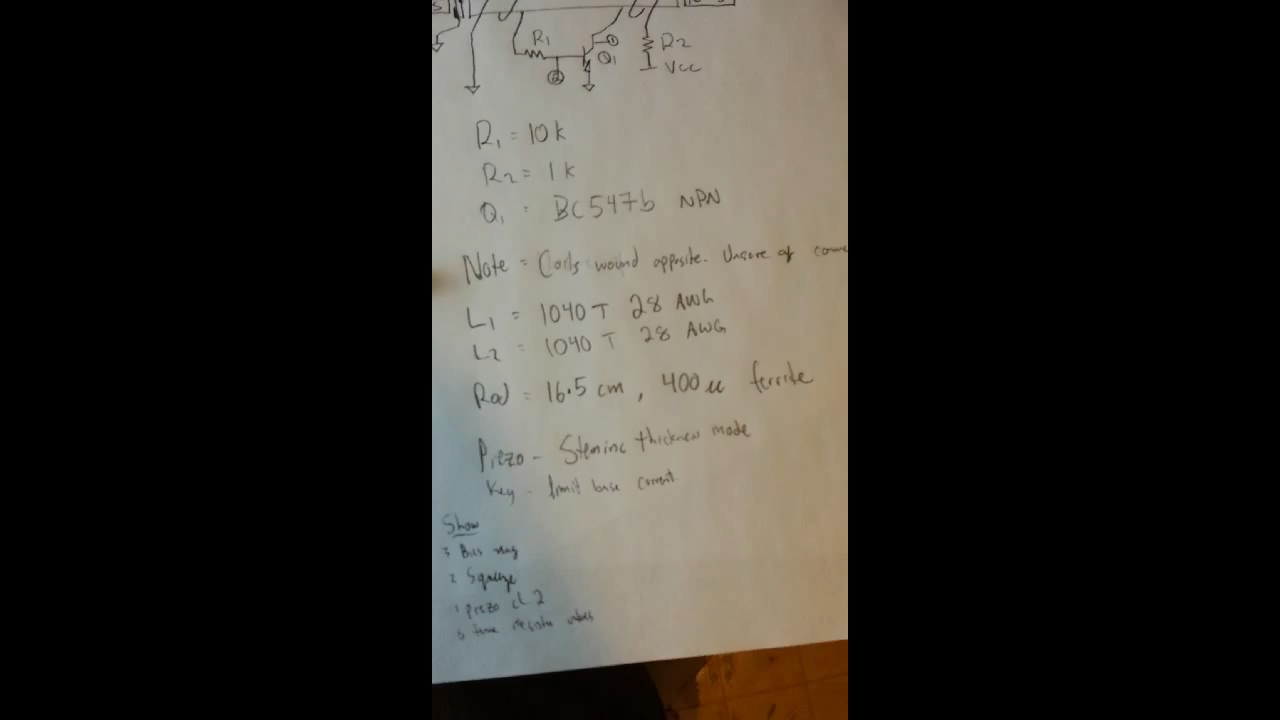 R1
Q1
R2
Vcc
R1 = 10k
R2 = 1k
Q1 = BC547b NPN
Note = Coils wound opposite. Unsure of
L1 = 1040 T 28 AWG
L2 = 1040 T 28 AWG
Rod = 16.5 cm, 400 u ferrite
Piezo - Steminc thickness mode
Key - limit base current
Show
3 Bias mag
2 Squeeze
1 piezo ch 2